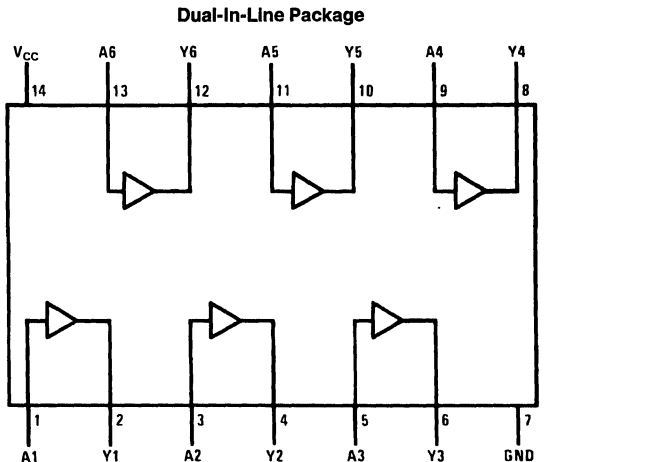 Dual-In-Line Package
VCC A6 Y6 A5 Y5 A4 Y4
14 13 12 11 10 9 8
1 2 3 4 5 6 7
A1 Y1 A2 Y2 A3 Y3 GND